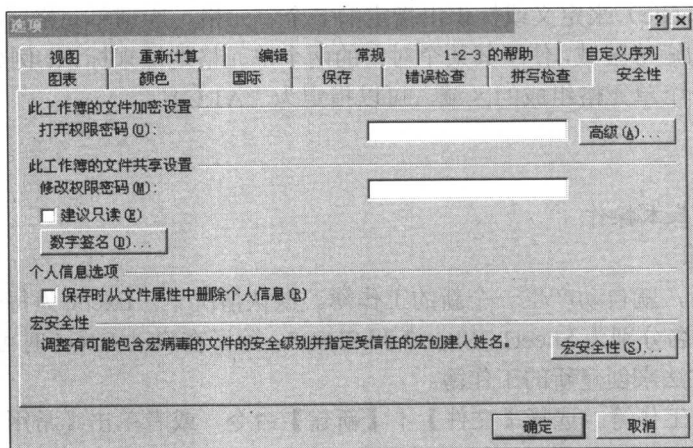 选项
视图 重新计算 编辑 常规 1-2-3 的帮助 自定义序列
图表 颜色 国际 保存 错误检查 拼写检查 安全性
此工作簿的文件加密设置
打开权限密码(O): 高级(A)...
此工作簿的文件共享设置
修改权限密码(M):
建议只读(E)
数字签名(D)...
个人信息选项
保存时从文件属性中删除个人信息(R)
宏安全性
调整有可能包含宏病毒的文件的安全级别并指定受信任的宏创建人姓名。 宏安全性(S)...
确定 取消